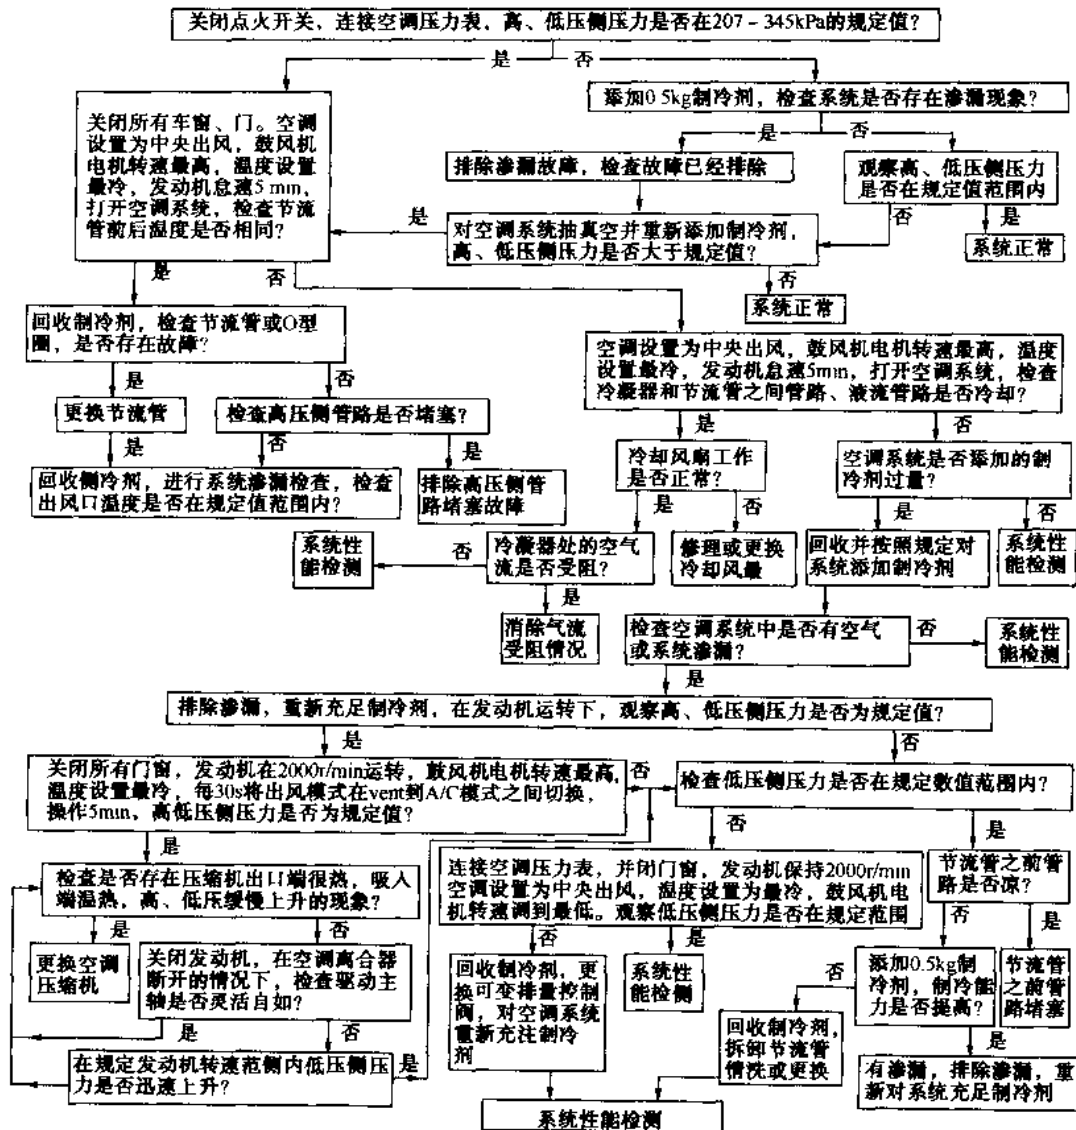 关闭点火开关,连接空调压力表,高、低压侧压力是否在207-345kPa的规定值?
是
否
添加0 5kg制冷剂,检查系统是否存在渗漏现象?
关闭所有车窗、门。空调
设置为中央出风,鼓风机
电机转速最高,温度设置
最冷,发动机怠速5 min,
打开空调系统,检查节流
管前后温度是否相同?
是
否
排除渗漏故障,检查故障已经排除
观察高、低压侧压力
是否在规定值范围内
是
对空调系统抽真空并重新添加制冷剂,
高、低压侧压力是否大于规定值?
否
是
系统正常
否
系统正常
是
否
回收制冷剂,检查节流管或O型
圈,是否存在故障?
空调设置为中央出风,鼓风机电机转速最高,温度
设置最冷,发动机怠速5min,打开空调系统,检查
冷凝器和节流管之间管路、液流管路是否冷却?
是
否
更换节流管
检查高压侧管路是否堵塞?
是
否
是
否
是
冷却风扇工作
是否正常?
空调系统是否添加的制
冷剂过量?
回收侧冷剂,进行系统渗漏检查,检查
出风口温度是否在规定值范围内?
排除高压侧管
路堵塞故障
是
否
是
否
系统性
能检测
否
冷凝器处的空气
流是否受阻?
修理或更换
冷却风最
回收并按照规定对
系统添加制冷剂
系统性
能检测
是
消除气流
受阻情况
检查空调系统中是否有空气
或系统渗漏?
否
系统性
能检测
是
排除渗漏,重新充足制冷剂,在发动机运转下,观察高、低压侧压力是否为规定值?
是
否
关闭所有门窗,发动机在2000r/min运转,鼓风机电机转速最高,
温度设置最冷,每30s将出风模式在vent到A/C模式之间切换,
操作5min,高低压侧压力是否为规定值?
否
检查低压侧压力是否在规定数值范围内?
是
否
是
检查是否存在压缩机出口端很热,吸入
端温热,高、低压缓慢上升的现象?
连接空调压力表,并闭门窗,发动机保持2000r/min
空调设置为中央出风,温度设置为最冷,鼓风机电
机转速调到最低。观察低压侧压力是否在规定范围
节流管之前管
路是否凉?
是
否
否
是
否
是
更换空调
压缩机
关闭发动机,在空调离合器
断开的情况下,检查驱动主
轴是否灵活自如?
回收制冷剂,更
换可变排量控制
阀,对空调系统
重新充注制冷
剂
系统性
能检测
添加0.5kg制
冷剂,制冷能
力是否提高?
节流管
之前管
路堵塞
是
否
否
是
在规定发动机转速范侧内低压侧压
力是否迅速上升?
是
回收制冷剂,
拆卸节流管
情洗或更换
有渗漏,排除渗漏,重
新对系统充足制冷剂
系统性能检测